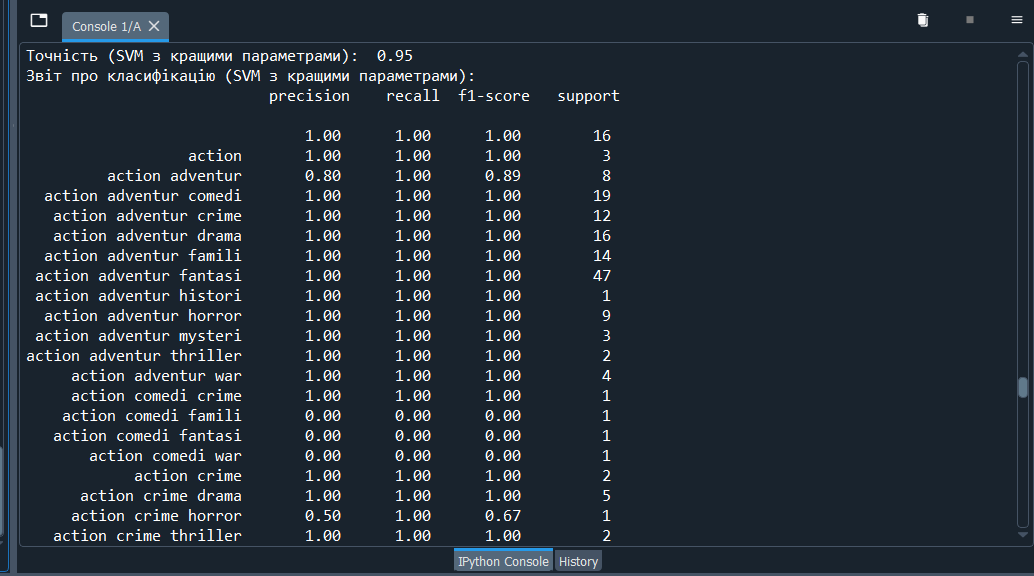 Console 1/A
Точність (SVM з кращими параметрами):  0.95
Звіт про класифікацію (SVM з кращими параметрами):
precision    recall  f1-score   support
1.00      1.00      1.00        16
action       1.00      1.00      1.00         3
action adventur       0.80      1.00      0.89         8
action adventur comedi       1.00      1.00      1.00        19
action adventur crime       1.00      1.00      1.00        12
action adventur drama       1.00      1.00      1.00        16
action adventur famili       1.00      1.00      1.00        14
action adventur fantasi       1.00      1.00      1.00        47
action adventur histori       1.00      1.00      1.00         1
action adventur horror       1.00      1.00      1.00         9
action adventur mysteri       1.00      1.00      1.00         3
action adventur thriller       1.00      1.00      1.00         2
action adventur war       1.00      1.00      1.00         4
action comedi crime       1.00      1.00      1.00         1
action comedi famili       0.00      0.00      0.00         1
action comedi fantasi       0.00      0.00      0.00         1
action comedi war       0.00      0.00      0.00         1
action crime       1.00      1.00      1.00         2
action crime drama       1.00      1.00      1.00         5
action crime horror       0.50      1.00      0.67         1
action crime thriller       1.00      1.00      1.00         2
IPython Console History